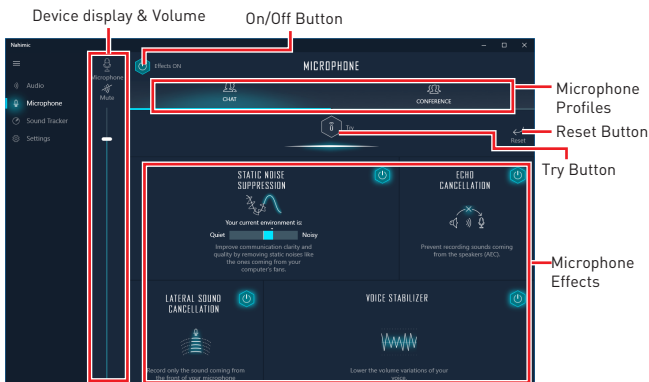 Device display & Volume
On/Off Button
Nahimic
Effects ON
MICROPHONE
Microphone
Mute
Audio
Microphone
Sound Tracker
Settings
CHAT
CONFERENCE
Microphone
Profiles
Try
Reset
Reset Button
Try Button
STATIC NOISE
SUPPRESSION
Your current environment is:
Quiet
Noisy
Improve communication clarity and
quality by removing static noises like
the ones coming from your
computer's fans.
ECHO
CANCELLATION
Prevent recording sounds coming
from the speakers (AEC).
Microphone
Effects
LATERAL SOUND
CANCELLATION
Record only the sound coming from
the front of your microphone
VOICE STABILIZER
Lower the volume variations of your
voice.